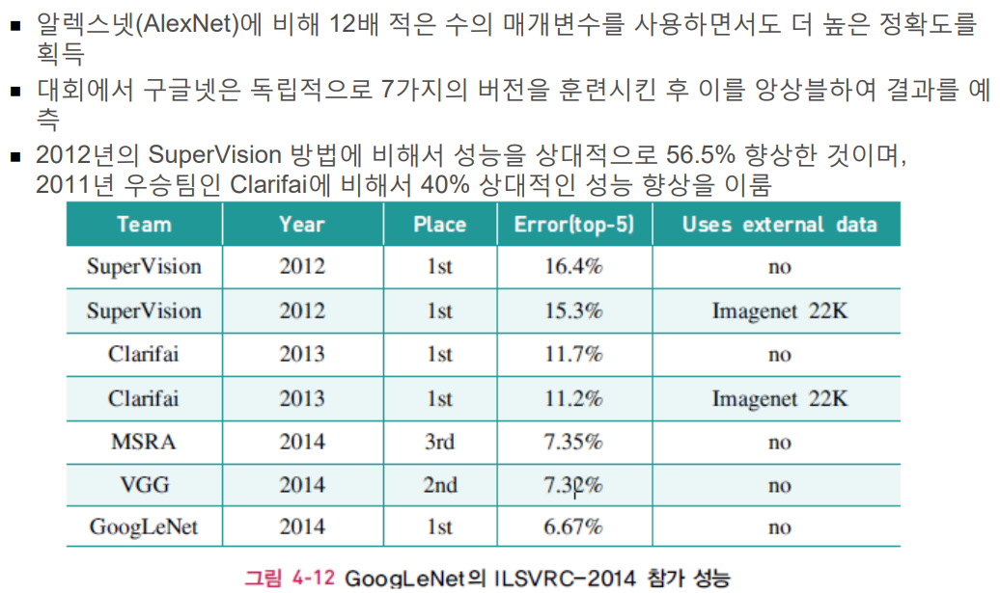 ▪ 알렉스넷(AlexNet)에 비해 12배 적은 수의 매개변수를 사용하면서도 더 높은 정확도를
획득
▪ 대회에서 구글넷은 독립적으로 7가지의 버전을 훈련시킨 후 이를 앙상블하여 결과를 예
측
▪ 2012년의 SuperVision 방법에 비해서 성능을 상대적으로 56.5% 향상한 것이며,
2011년 우승팀인 Clarifai에 비해서 40% 상대적인 성능 향상을 이룸
Team Year Place Error(top-5) Uses external data
SuperVision 2012 1st 16.4% no
SuperVision 2012 1st 15.3% Imagenet 22K
Clarifai 2013 1st 11.7% no
Clarifai 2013 1st 11.2% Imagenet 22K
MSRA 2014 3rd 7.35% no
VGG 2014 2nd 7.32% no
GoogLeNet 2014 1st 6.67% no
그림 4-12 GoogLeNet의 ILSVRC-2014 참가 성능